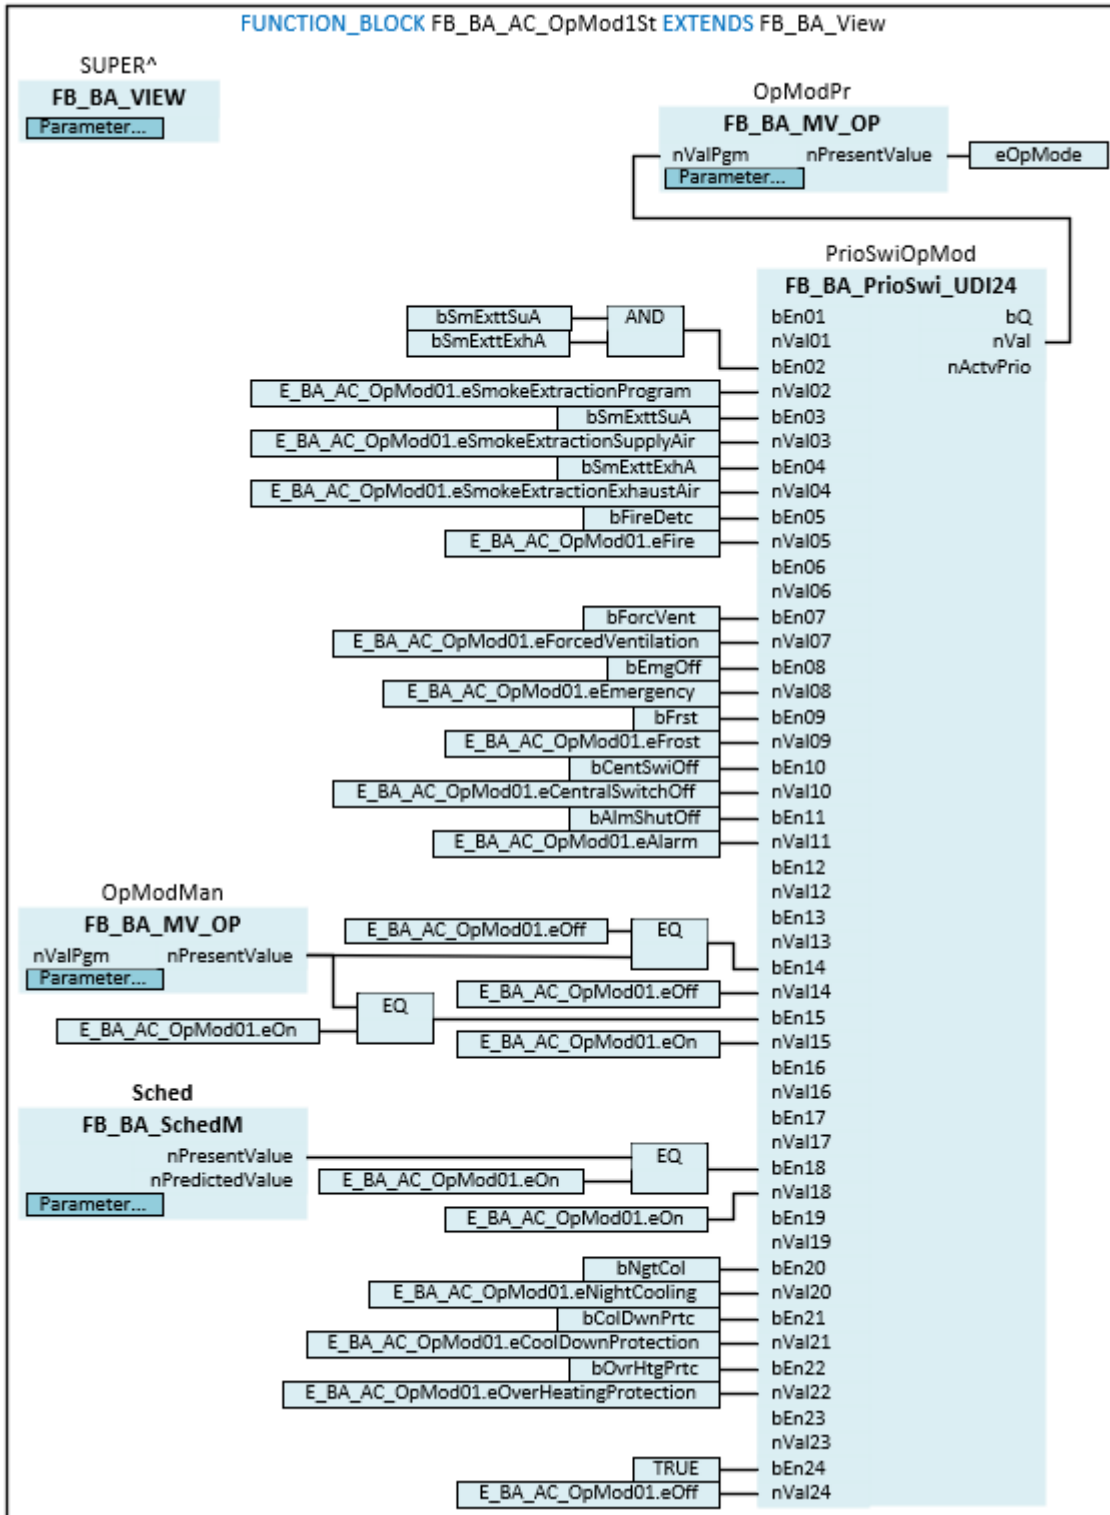 FUNCTION_BLOCK FB_BA_AC_OpMod1St EXTENDS FB_BA_View
SUPER^
FB_BA_VIEW
Parameter...
OpModPr
FB_BA_MV_OP
nValPgm nPresentValue eOpMode
Parameter...
PrioSwiOpMod
FB_BA_PrioSwi_UDI24
bSmExttSuA AND bEn01 bQ
bSmExttExhA nVal01 nVal
bEn02 nActvPrio
E_BA_AC_OpMod01.eSmokeExtractionProgram nVal02
bSmExttSuA bEn03
E_BA_AC_OpMod01.eSmokeExtractionSupplyAir nVal03
bSmExttExhA bEn04
E_BA_AC_OpMod01.eSmokeExtractionExhaustAir nVal04
bFireDetc bEn05
E_BA_AC_OpMod01.eFire nVal05
bEn06
nVal06
bForcVent bEn07
E_BA_AC_OpMod01.eForcedVentilation nVal07
bEmgOff bEn08
E_BA_AC_OpMod01.eEmergency nVal08
bFrst bEn09
E_BA_AC_OpMod01.eFrost nVal09
bCentSwiOff bEn10
E_BA_AC_OpMod01.eCentralSwitchOff nVal10
bAlmShutOff bEn11
E_BA_AC_OpMod01.eAlarm nVal11
bEn12
nVal12
OpModMan
FB_BA_MV_OP
nValPgm nPresentValue
Parameter...
E_BA_AC_OpMod01.eOff EQ bEn13
nVal13
bEn14
E_BA_AC_OpMod01.eOff nVal14
EQ bEn15
E_BA_AC_OpMod01.eOn
E_BA_AC_OpMod01.eOn nVal15
bEn16
nVal16
bEn17
nVal17
Sched
FB_BA_SchedM
nPresentValue
nPredictedValue
Parameter...
EQ bEn18
E_BA_AC_OpMod01.eOn nVal18
E_BA_AC_OpMod01.eOn bEn19
nVal19
bNgtCol bEn20
E_BA_AC_OpMod01.eNightCooling nVal20
bColDwnPrtc bEn21
E_BA_AC_OpMod01.eCoolDownProtection nVal21
bOvrHtgPrtc bEn22
E_BA_AC_OpMod01.eOverHeatingProtection nVal22
bEn23
nVal23
TRUE bEn24
E_BA_AC_OpMod01.eOff nVal24